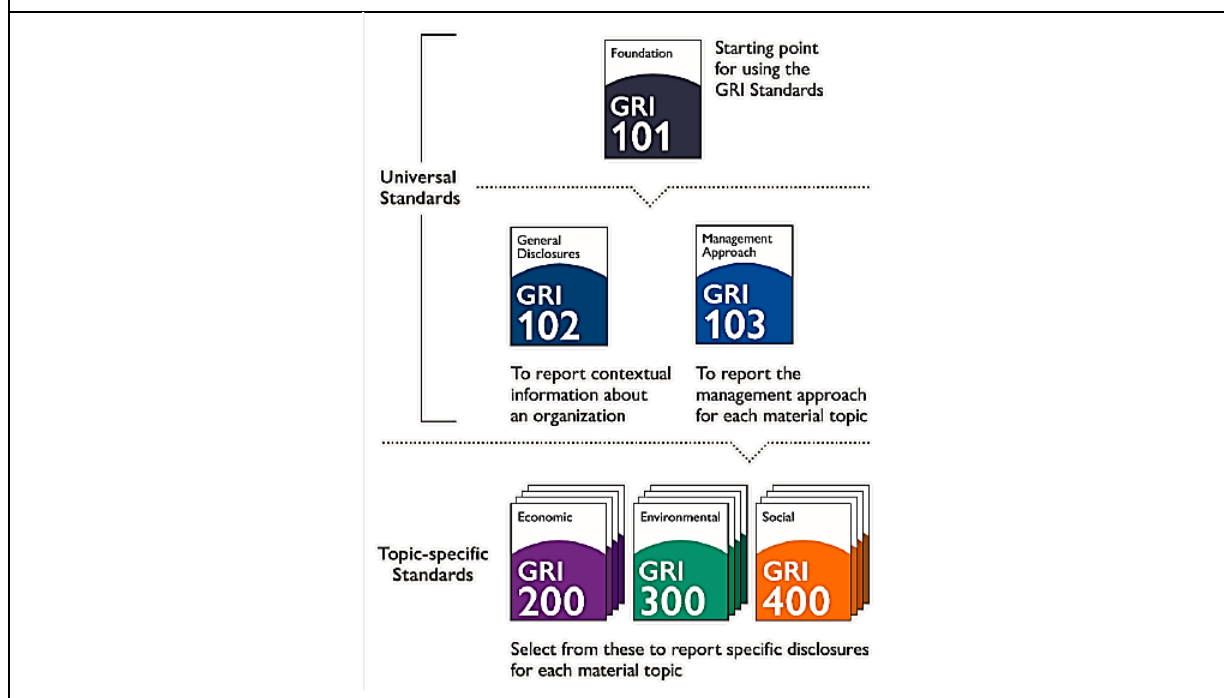 Foundation
GRI
101
Starting point
for using the
GRI Standards
Universal
Standards
General
Disclosures
GRI
102
Management
Approach
GRI
103
To report contextual
information about
an organization
To report the
management approach
for each material topic
Topic-specific
Standards
Economic
GRI
200
Environmental
GRI
300
Social
GRI
400
Select from these to report specific disclosures
for each material topic